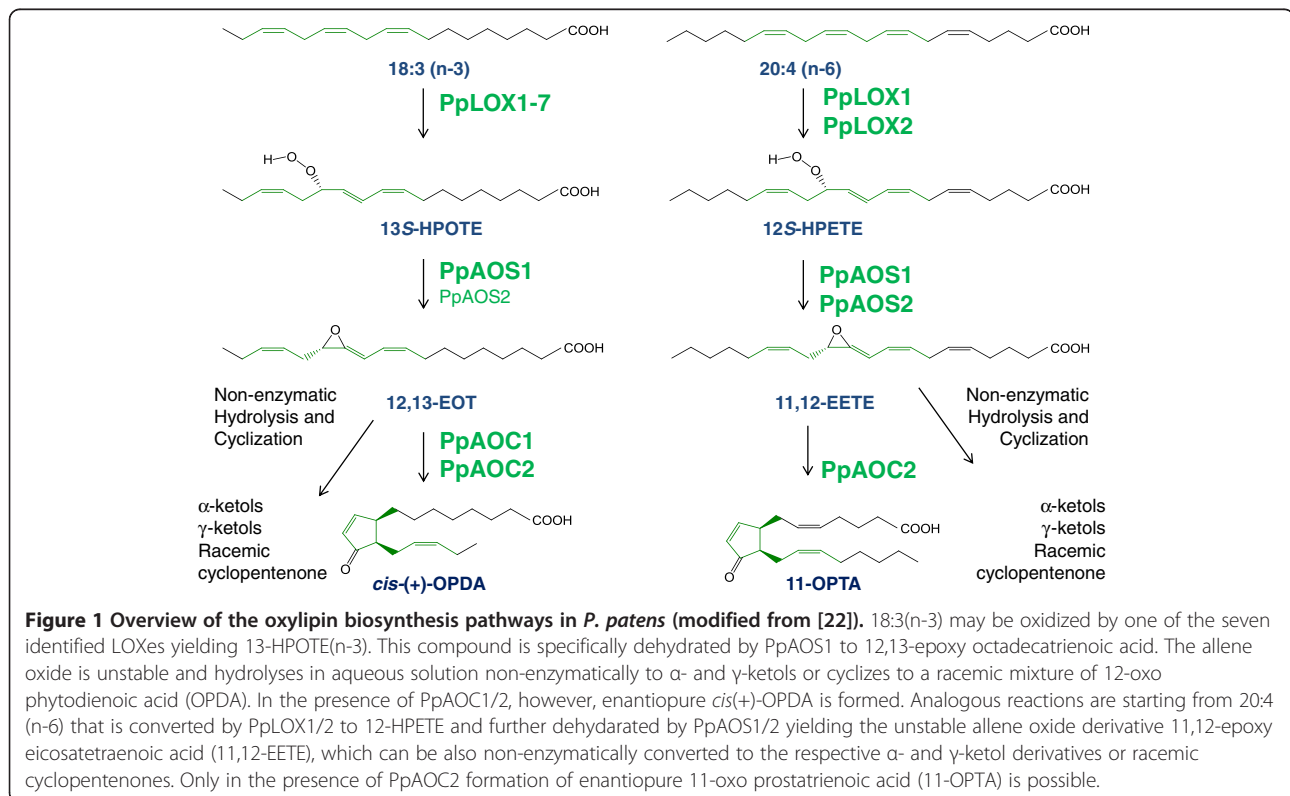 COOH
18:3 (n-3)
PpLOX1-7
H O
O
COOH
13S-HPOTE
PpAOS1
PpAOS2
O
COOH
12,13-EOT
Non-enzymatic
Hydrolysis and
Cyclization
PpAOC1
PpAOC2
α-ketols
γ-ketols
Racemic
cyclopentenone
COOH
O
cis-(+)-OPDA
COOH
20:4 (n-6)
PpLOX1
PpLOX2
H O
O
COOH
12S-HPETE
PpAOS1
PpAOS2
O
COOH
11,12-EETE
Non-enzymatic
Hydrolysis and
Cyclization
PpAOC2
COOH
O
11-OPTA
α-ketols
γ-ketols
Racemic
cyclopentenone
Figure 1 Overview of the oxylipin biosynthesis pathways in P. patens (modified from [22]). 18:3(n-3) may be oxidized by one of the seven
identified LOXes yielding 13-HPOTE(n-3). This compound is specifically dehydrated by PpAOS1 to 12,13-epoxy octadecatrienoic acid. The allene
oxide is unstable and hydrolyses in aqueous solution non-enzymatically to α- and γ-ketols or cyclizes to a racemic mixture of 12-oxo
phytodienoic acid (OPDA). In the presence of PpAOC1/2, however, enantiopure cis(+)-OPDA is formed. Analogous reactions are starting from 20:4
(n-6) that is converted by PpLOX1/2 to 12-HPETE and further dehydarated by PpAOS1/2 yielding the unstable allene oxide derivative 11,12-epoxy
eicosatetraenoic acid (11,12-EETE), which can be also non-enzymatically converted to the respective α- and γ-ketol derivatives or racemic
cyclopentenones. Only in the presence of PpAOC2 formation of enantiopure 11-oxo prostatrienoic acid (11-OPTA) is possible.